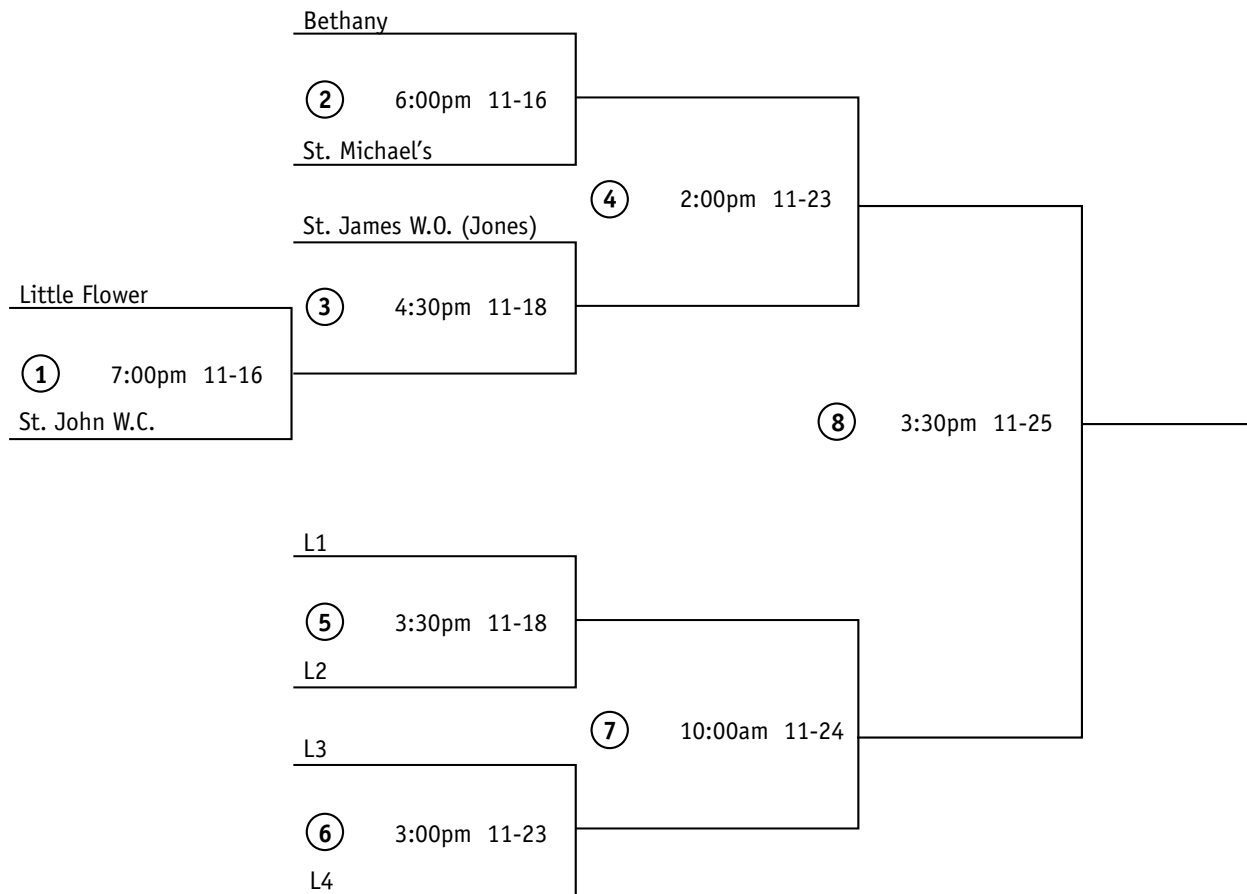 Bethany
2 6:00pm 11-16
St. Michael's
4 2:00pm 11-23
St. James W.O. (Jones)
Little Flower
3 4:30pm 11-18
1 7:00pm 11-16
St. John W.C.
8 3:30pm 11-25
L1
5 3:30pm 11-18
L2
7 10:00am 11-24
L3
6 3:00pm 11-23
L4